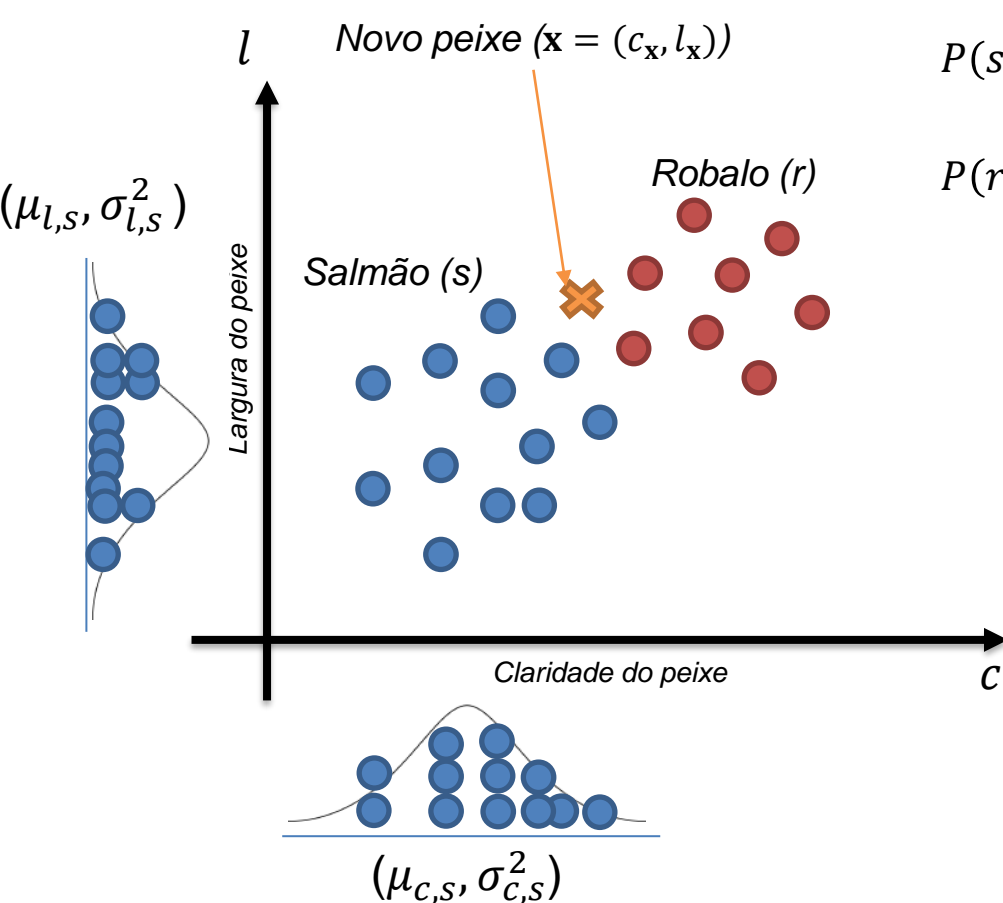 l
Novo peixe (𝐱 = (c_𝐱, l_𝐱))
P(s
Robalo (r)
P(r
(μ_{l,s}, σ²_{l,s})
Salmão (s)
Largura do peixe
Claridade do peixe
c
(μ_{c,s}, σ²_{c,s})